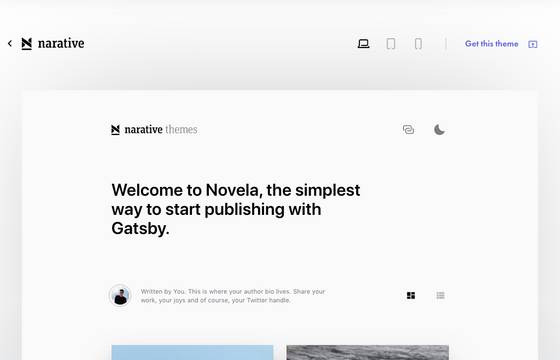 narative
Get this theme
narative themes
Welcome to Novela, the simplest
way to start publishing with
Gatsby.
Written by You. This is where your author bio lives. Share your
work, your joys and of course, your Twitter handle.